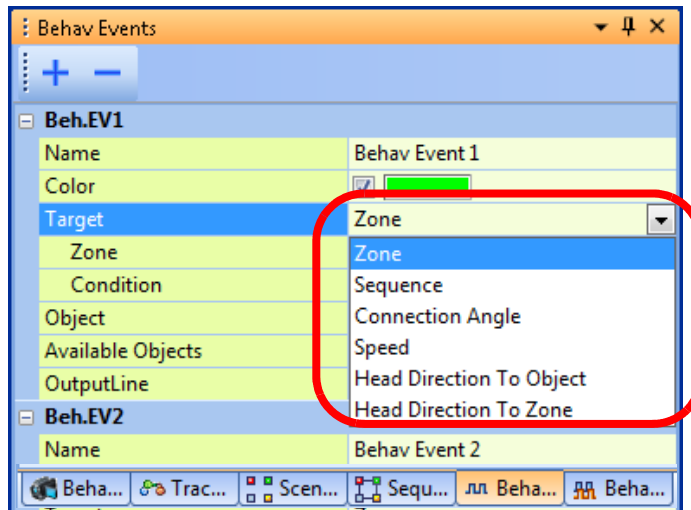 Behav Events
Beh.EV1
Name Behav Event 1
Color
Target Zone
Zone Zone
Condition Sequence
Object Connection Angle
Available Objects Speed
OutputLine Head Direction To Object
Beh.EV2 Head Direction To Zone
Name Behav Event 2
Beha... Trac... Scen... Sequ... Beha... Beha...